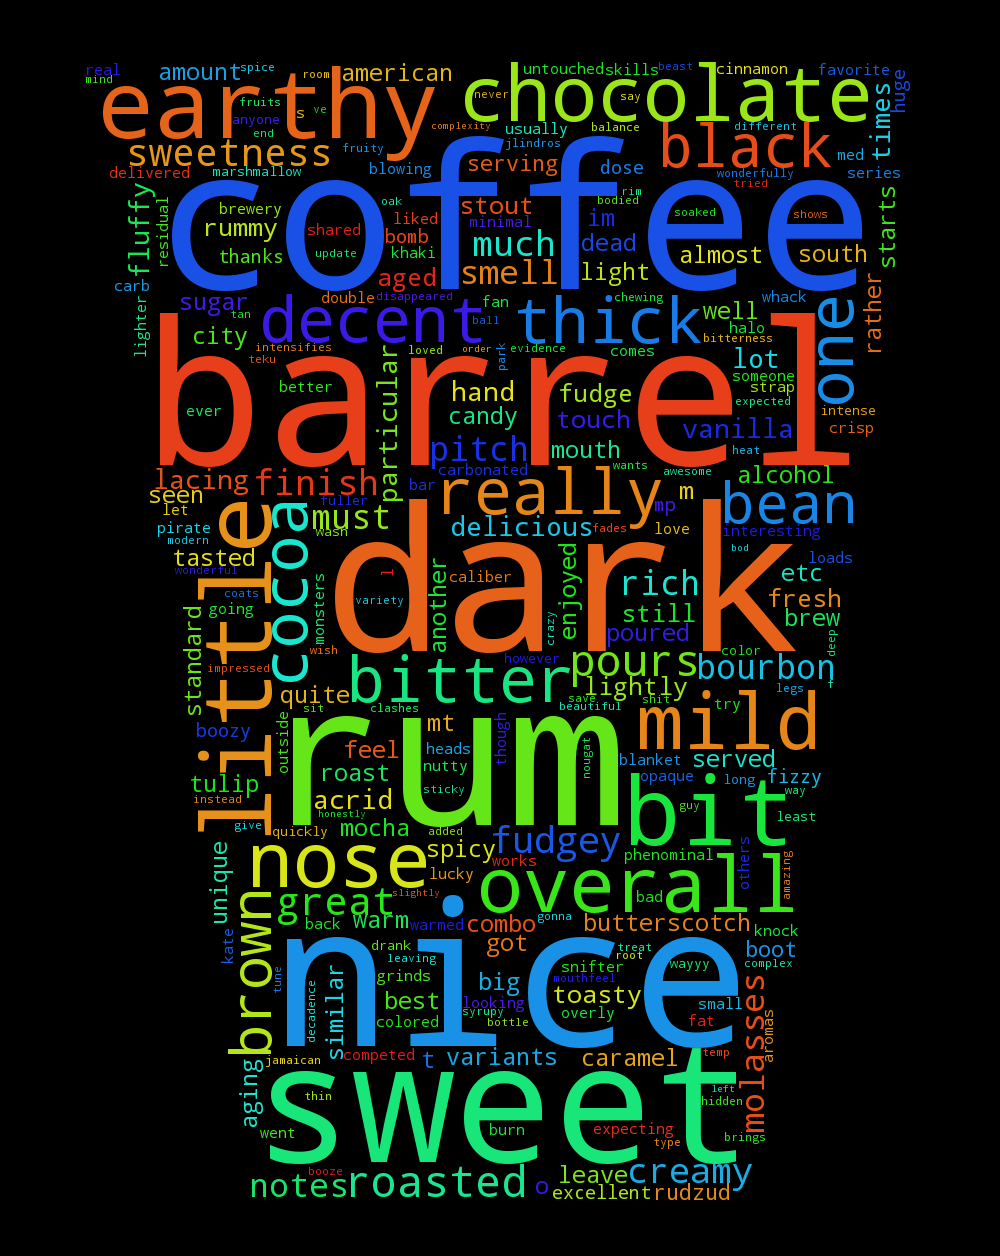 real
mind
amount
spice
room
american
untouched
skills
beast
cinnamon
favorite
huge
earthy
chocolate
never
say
fruits
s
ve
anyone
end
complexity
usually
balance
different
times
sweetness
fruity
jlindros
black
med
delivered
marshmallow
blowing
serving
dose
wonderfully
tried
series
coffee
fluffy
residual
brewery
rummy
thanks
shared
update
oak
liked
bomb
khaki
stout
minimal
much
im
rim
bodied
dead
soaked
almost
shows
south
starts
carb
aged
smell
light
rather
lighter
sugar
tan
city
double
disappeared
decent
fan
ball
thick
chewing
well
whack
halo
bitterness
one
intensifies
teku
loved
order
park
evidence
comes
lot
barrel
ever
better
particular
hand
candy
fudge
touch
someone
strap
expected
vanilla
intense
crisp
pitch
carbonated
mouth
wants
awesome
heat
alcohol
lacing
finish
bar
fuller
really
m
mp
bean
seen
let
pirate
modern
must
wash
delicious
fades
love
interesting
bod
little
cocoa
tasted
wonderful
coats
going
dark
l
variety
monsters
another
caliber
crazy
enjoyed
rich
still
poured
loads
etc
fresh
brew
deep
standard
impressed
wish
bitter
however
pours
color
bourbon
f
quite
lightly
legs
sit
clashes
save
beautiful
shit
try
rum
mild
boozy
outside
mt
feel
heads
though
nougat
blanket
served
tulip
roast
nutty
sticky
opaque
long
fizzy
way
instead
acrid
honestly
bit
guy
least
give
quickly
mocha
added
fudgey
nose
spicy
works
phenominal
others
amazing
unique
lucky
overall
great
slightly
bad
brown
back
warm
warmed
combo
gonna
butterscotch
knock
kate
drank
leaving
got
treat
root
wayyy
boot
complex
nice
tune
decadence
similar
grinds
big
snifter
mouthfeel
best
looking
toasty
small
colored
syrupy
bottle
overly
fat
molasses
aromas
jamaican
competed
t
variants
caramel
temp
aging
sweet
thin
left
hidden
went
burn
expecting
type
brings
booze
notes
roasted
o
leave
creamy
excellent
rudzud